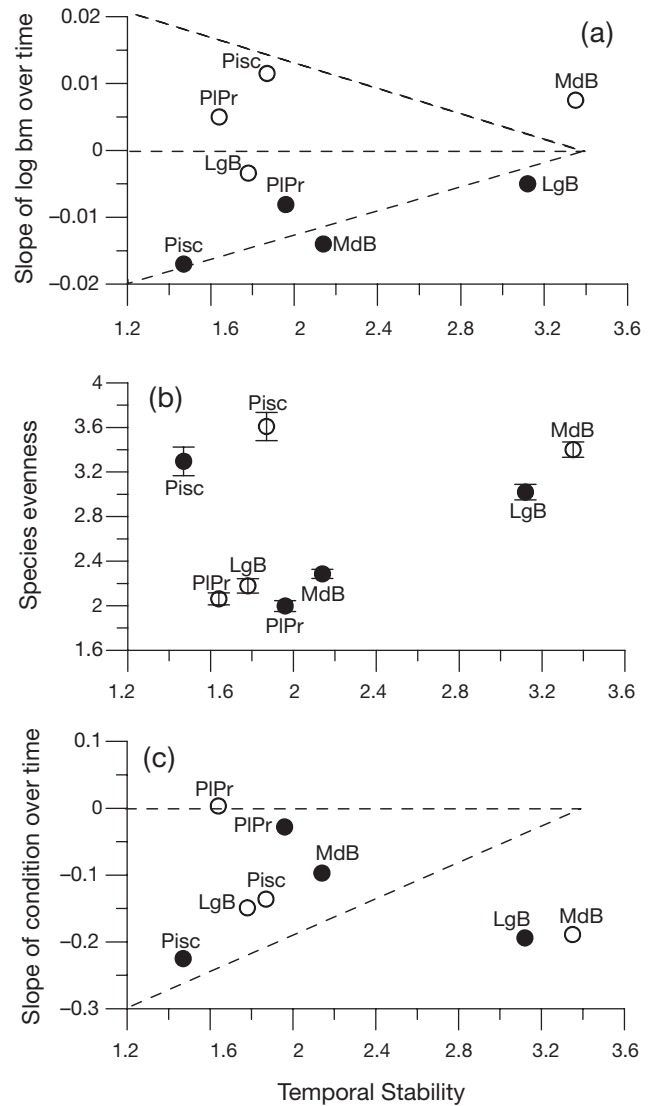 0.02
(a)
Pisc
MdB
PlPr
0.01
Slope of log bm over time
0
LgB
PlPr
LgB
−0.01
Pisc
MdB
−0.02
1.2 1.6 2 2.4 2.8 3.2 3.6
4
(b)
Pisc
3.6
MdB
3.2
Pisc
LgB
Species evenness
2.8
2.4
LgB
PlPr
MdB
2
PlPr
1.6
1.2 1.6 2 2.4 2.8 3.2 3.6
0.1
(c)
PlPr
0
PlPr
MdB
Slope of condition over time
−0.1
Pisc
LgB
LgB
MdB
Pisc
−0.2
−0.3
1.2 1.6 2 2.4 2.8 3.2 3.6
Temporal Stability